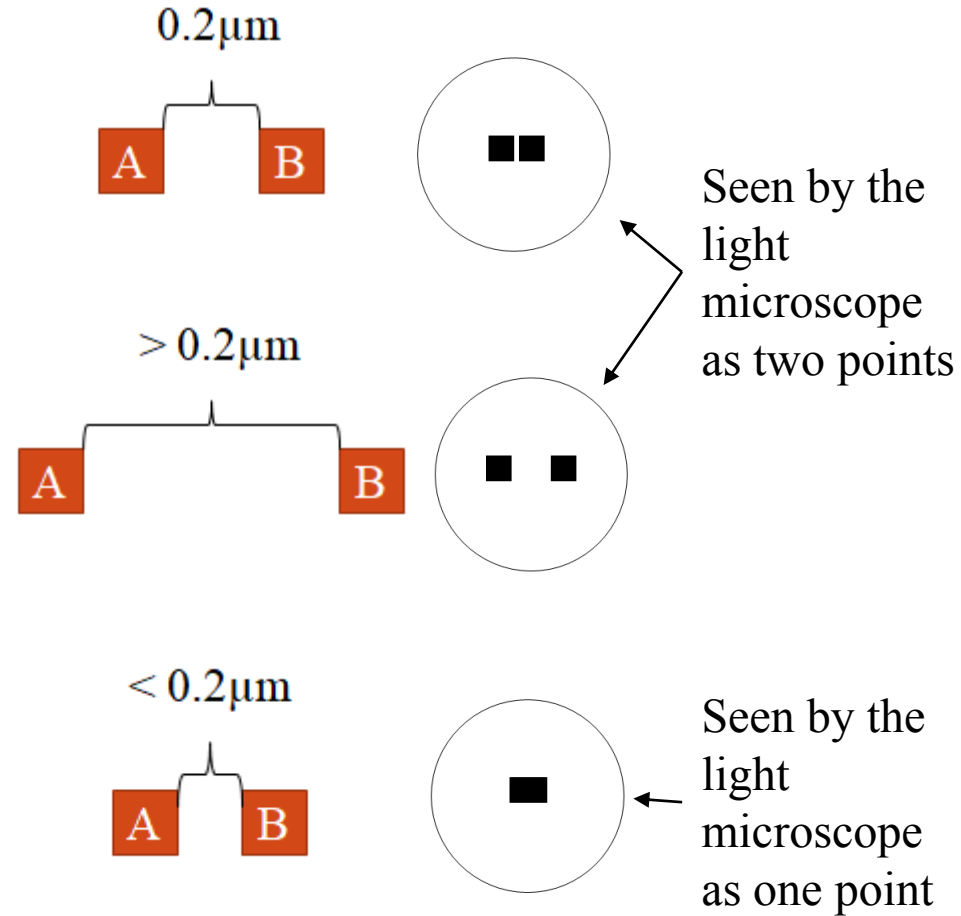 0.2µm
A B
Seen by the
light
microscope
as two points
> 0.2µm
A B
< 0.2µm
A B
Seen by the
light
microscope
as one point